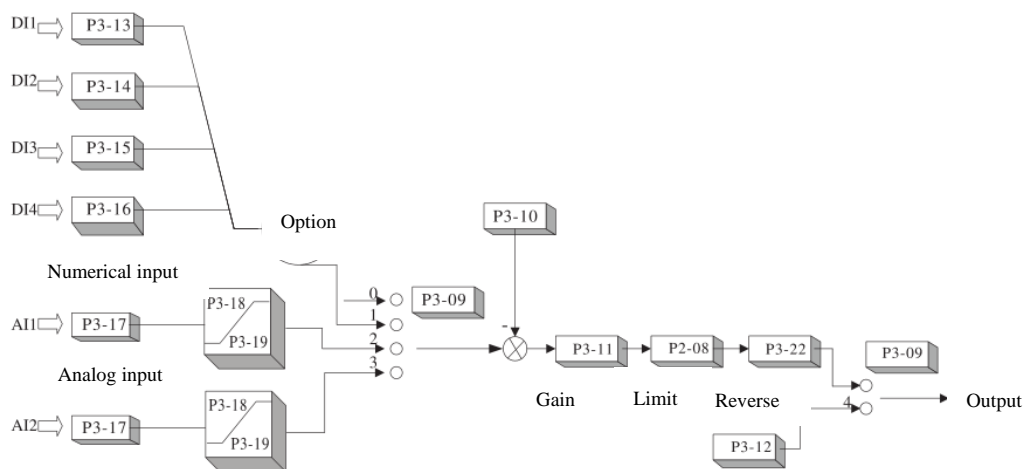 DI1
P3-13
DI2
P3-14
DI3
P3-15
DI4
P3-16
Option
P3-10
Numerical input
0
P3-09
1
2
3
-
AI1
P3-17
P3-18
P3-19
Analog input
P3-11
P2-08
P3-22
P3-09
Gain
Limit
Reverse
4
Output
AI2
P3-17
P3-18
P3-19
P3-12